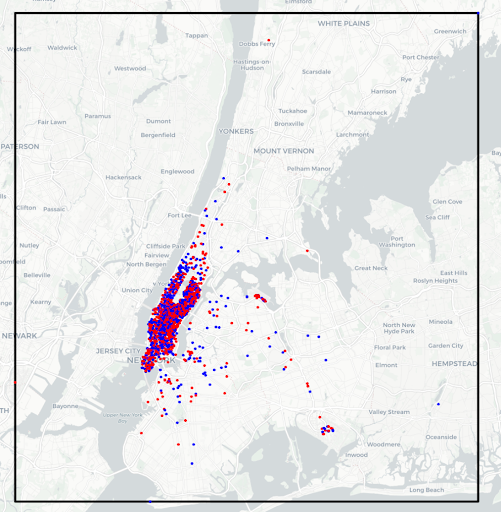 Elmsford
WHITE PLAINS
Greenwich
Tappan
Dobbs Ferry
Wyckoff
Waldwick
Port Chester
Hastings-on-
Hudson
Westwood
Scarsdale
Rye
Harrison
Paramus
Tuckahoe
Mamaroneck
Fair Lawn
Dumont
Bronxville
Bergenfield
YONKERS
Larchmont
PATERSON
MOUNT VERNON
Hackensack
Englewood
Pelham Manor
Clifton
Passaic
Fort Lee
Glen Cove
Sea Cliff
Nutley
Cliffside Park
Port
Washington
Fairview
North Bergen
Great Neck
East Hills
Roslyn Heights
Belleville
Union City
Kearny
Mineola
North New
Hyde Park
NEWARK
JERSEY CITY
Floral Park
Garden City
NE
K
Elmont
HEMPSTEAD
Bayonne
Upper New York
Bay
Valley Stream
Woodmere
Oceanside
Inwood
Long Beach